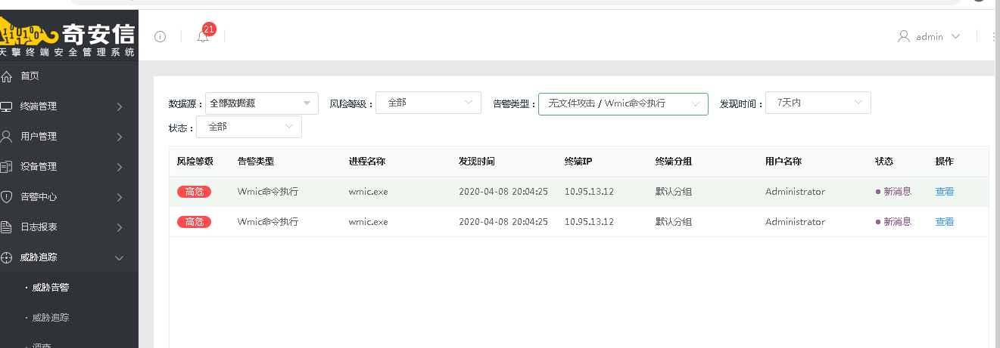 奇安信
天擎终端安全管理系统
21
admin
首页
终端管理
用户管理
设备管理
告警中心
日志报表
威胁追踪
· 威胁告警
· 威胁追踪
· 调查
数据源： 全部数据源 风险等级： 全部 告警类型： 无文件攻击 / Wmic命令执行 发现时间： 7天内
状态： 全部
风险等级 告警类型 进程名称 发现时间 终端IP 终端分组 用户名称 状态 操作
高危 Wmic命令执行 wmic.exe 2020-04-08 20:04:25 10.95.13.12 默认分组 Administrator 新消息 查看
高危 Wmic命令执行 wmic.exe 2020-04-08 20:04:25 10.95.13.12 默认分组 Administrator 新消息 查看